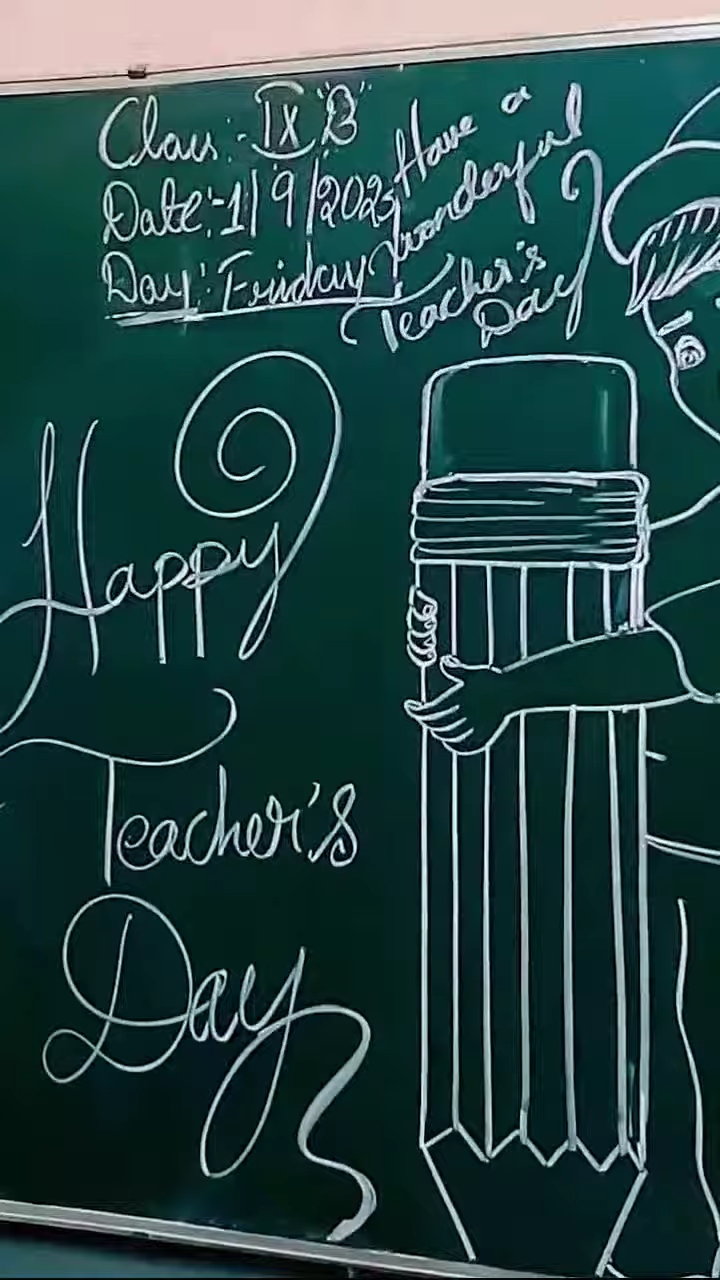 Class:- IX "B"
Date:- 1/9/2023
Day: Friday
Have a
wonderful
Teacher's
Day
Happy
Teacher's
Day